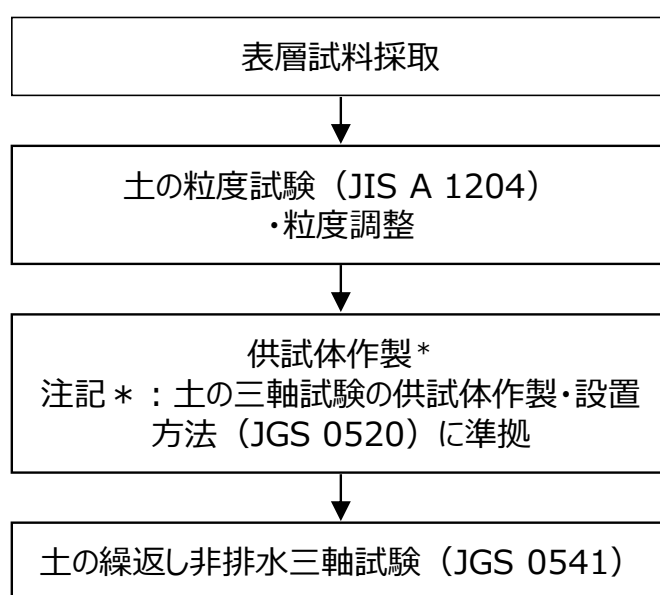 表層試料採取
土の粒度試験（JIS A 1204）
・粒度調整
供試体作製*
注記＊：土の三軸試験の供試体作製・設置
方法（JGS 0520）に準拠
土の繰返し非排水三軸試験（JGS 0541）